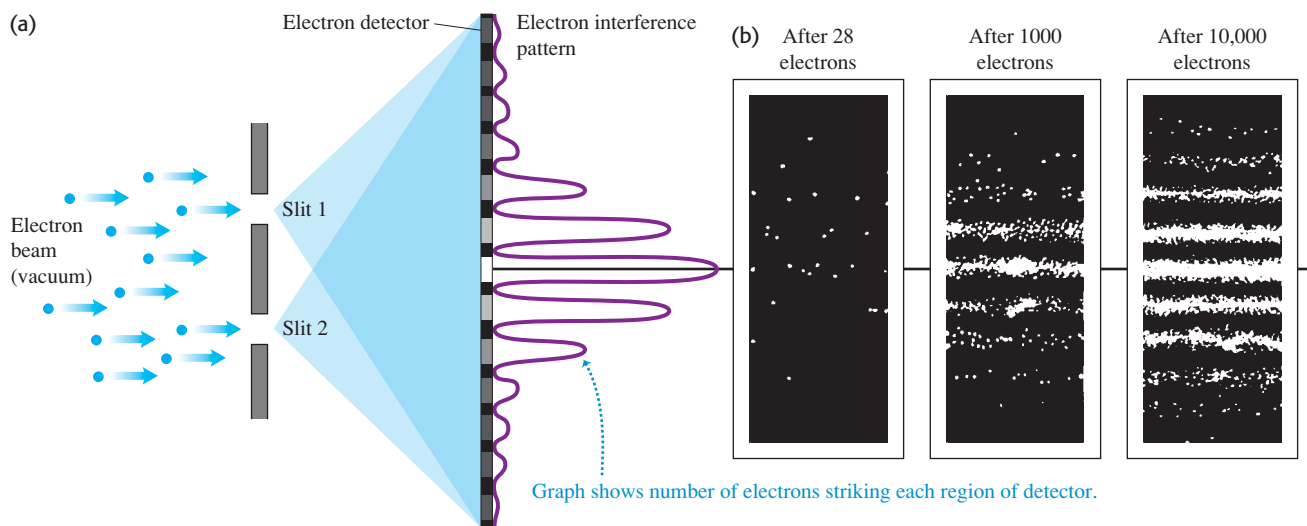 (a)
Electron detector
Electron interference
pattern
Slit 1
Electron
beam
(vacuum)
Slit 2
Graph shows number of electrons striking each region of detector.
(b)
After 28
electrons
After 1000
electrons
After 10,000
electrons